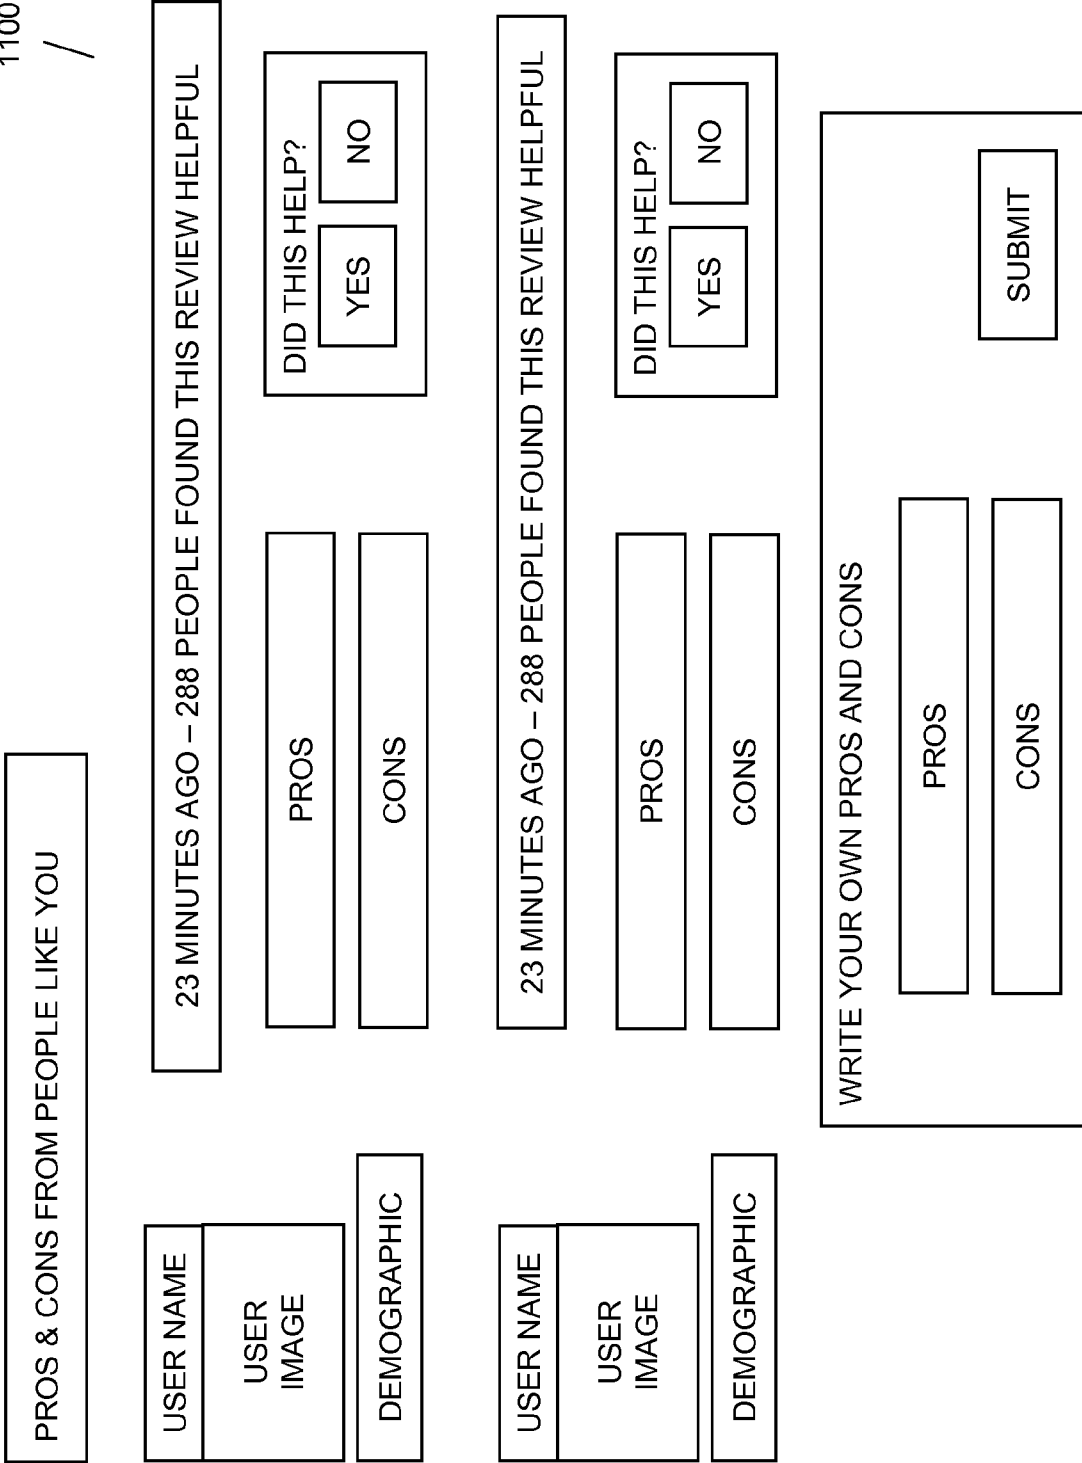 1100
PROS & CONS FROM PEOPLE LIKE YOU
USER NAME
USER
IMAGE
DEMOGRAPHIC
23 MINUTES AGO – 288 PEOPLE FOUND THIS REVIEW HELPFUL
PROS
CONS
DID THIS HELP?
YES
NO
USER NAME
USER
IMAGE
DEMOGRAPHIC
23 MINUTES AGO – 288 PEOPLE FOUND THIS REVIEW HELPFUL
PROS
CONS
DID THIS HELP?
YES
NO
WRITE YOUR OWN PROS AND CONS
PROS
CONS
SUBMIT